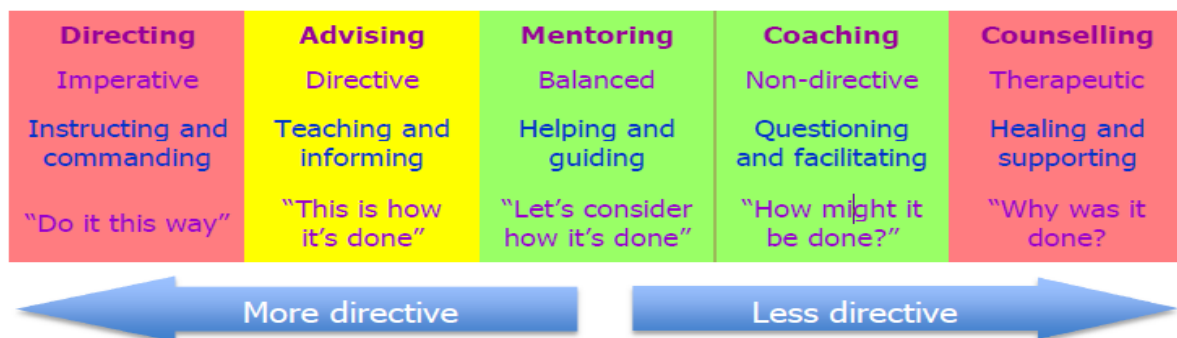 Directing
Imperative
Instructing and
commanding
“Do it this way”
Advising
Directive
Teaching and
informing
“This is how
it’s done”
Mentoring
Balanced
Helping and
guiding
“Let’s consider
how it’s done”
Coaching
Non-directive
Questioning
and facilitating
“How might it
be done?”
Counselling
Therapeutic
Healing and
supporting
“Why was it
done?
More directive
Less directive